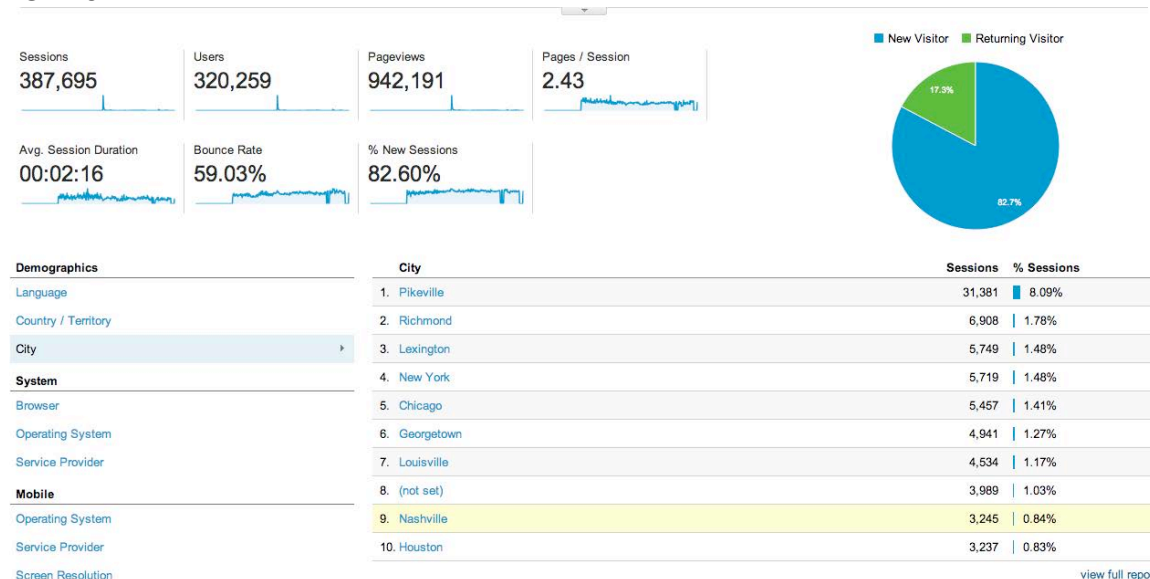 New Visitor Returning Visitor
Sessions Users Pageviews Pages / Session
387,695 320,259 942,191 2.43
17.3%
Avg. Session Duration Bounce Rate % New Sessions
00:02:16 59.03% 82.60%
82.7%
Demographics
Language
Country / Territory
City
System
Browser
Operating System
Service Provider
Mobile
Operating System
Service Provider
Screen Resolution
City Sessions % Sessions
1. Pikeville 31,381 8.09%
2. Richmond 6,908 1.78%
3. Lexington 5,749 1.48%
4. New York 5,719 1.48%
5. Chicago 5,457 1.41%
6. Georgetown 4,941 1.27%
7. Louisville 4,534 1.17%
8. (not set) 3,989 1.03%
9. Nashville 3,245 0.84%
10. Houston 3,237 0.83%
view full repo